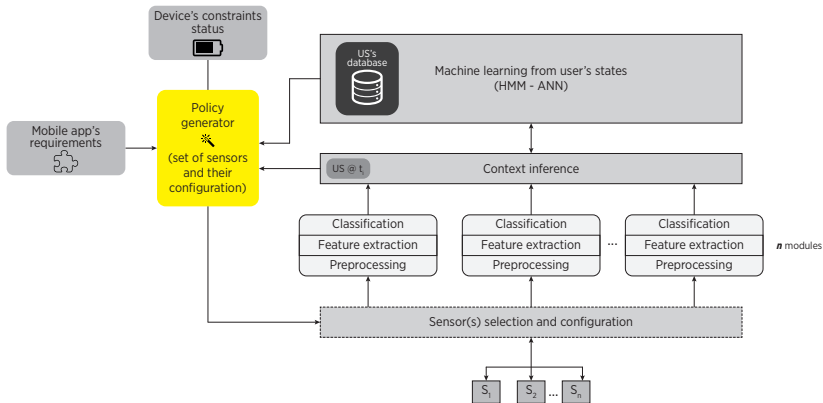 Device's constraints
status
US's
database
Machine learning from user's states
(HMM - ANN)
Policy
generator
(set of sensors
and their
configuration)
Mobile app's
requirements
US @ tᵢ
Context inference
Classification
Feature extraction
Preprocessing
Classification
Feature extraction
Preprocessing
...
Classification
Feature extraction
Preprocessing
n modules
Sensor(s) selection and configuration
S₁
S₂
...
Sₙ